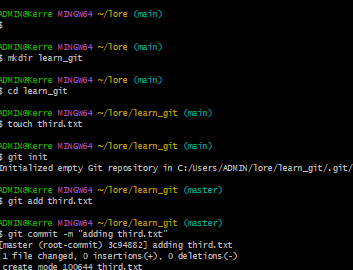 ADMIN@Kerre MINGW64 ~/lore (main)
$
ADMIN@Kerre MINGW64 ~/lore (main)
$ mkdir learn_git
ADMIN@Kerre MINGW64 ~/lore (main)
$ cd learn_git
ADMIN@Kerre MINGW64 ~/lore/learn_git (main)
$ touch third.txt
ADMIN@Kerre MINGW64 ~/lore/learn_git (main)
$ git init
Initialized empty Git repository in C:/Users/ADMIN/lore/learn_git/.git/
ADMIN@Kerre MINGW64 ~/lore/learn_git (master)
$ git add third.txt
ADMIN@Kerre MINGW64 ~/lore/learn_git (master)
$ git commit -m "adding third.txt"
[master (root-commit) 3c94882] adding third.txt
1 file changed, 0 insertions(+), 0 deletions(-)
create mode 100644 third.txt